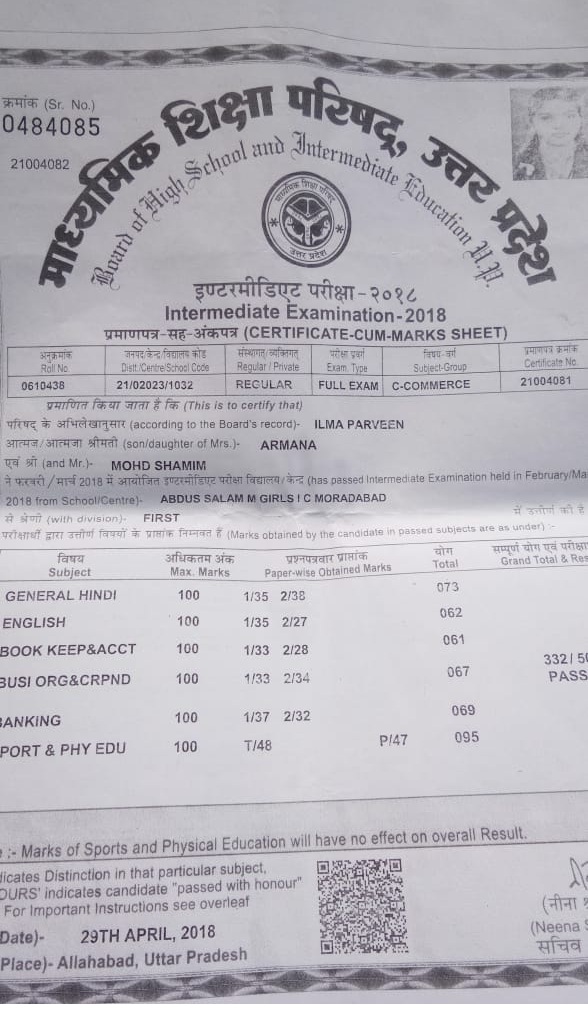 क्रमांक (Sr. No.)
0484085
21004082
माध्यमिक शिक्षा परिषद्, उत्तर प्रदेश
Board of High School and Intermediate Education U.P.
माध्यमिक शिक्षा परिषद्
उत्तर प्रदेश
इण्टरमीडिएट परीक्षा-२०१८
Intermediate Examination-2018
प्रमाणपत्र-सह-अंकपत्र (CERTIFICATE-CUM-MARKS SHEET)
अनुक्रमांक जनपद/केन्द्र/विद्यालय कोड संस्थागत/व्यक्तिगत परीक्षा प्रकार विषय-वर्ग प्रमाणपत्र क्रमांक
Roll No. Distt./Centre/School Code Regular / Private Exam. Type Subject-Group Certificate No.
0610438 21/02023/1032 REGULAR FULL EXAM C-COMMERCE 21004081
प्रमाणित किया जाता है कि (This is to certify that)
परिषद के अभिलेखानुसार (according to the Board's record)- ILMA PARVEEN
आत्मज/आत्मजा श्रीमती (son/daughter of Mrs.)- ARMANA
एवं श्री (and Mr.)- MOHD SHAMIM
ने फरवरी/मार्च 2018 में आयोजित इण्टरमीडिएट परीक्षा विद्यालय/केन्द्र (has passed Intermediate Examination held in February/Ma
2018 from School/Centre)- ABDUS SALAM M GIRLS I C MORADABAD
से श्रेणी (with division)- FIRST में उत्तीर्ण की है
परीक्षार्थी द्वारा उत्तीर्ण विषयों के प्राप्तांक निम्नवत हैं (Marks obtained by the candidate in passed subjects are as under) :-
विषय अधिकतम अंक प्रश्नपत्रवार प्राप्तांक योग सम्पूर्ण योग एवं परीक्षा
Subject Max. Marks Paper-wise Obtained Marks Total Grand Total & Res
GENERAL HINDI 100 1/35 2/38 073
ENGLISH 100 1/35 2/27 062
BOOK KEEP&ACCT 100 1/33 2/28 061
BUSI ORG&CRPND 100 1/33 2/34 067 332/ 50
PASS
BANKING 100 1/37 2/32 069
PORT & PHY EDU 100 T/48 P/47 095
e :- Marks of Sports and Physical Education will have no effect on overall Result.
dicates Distinction in that particular subject,
OURS' indicates candidate "passed with honour"
For Important Instructions see overleaf
Date)- 29TH APRIL, 2018
Place)- Allahabad, Uttar Pradesh
(नीना
(Neena S
सचिव